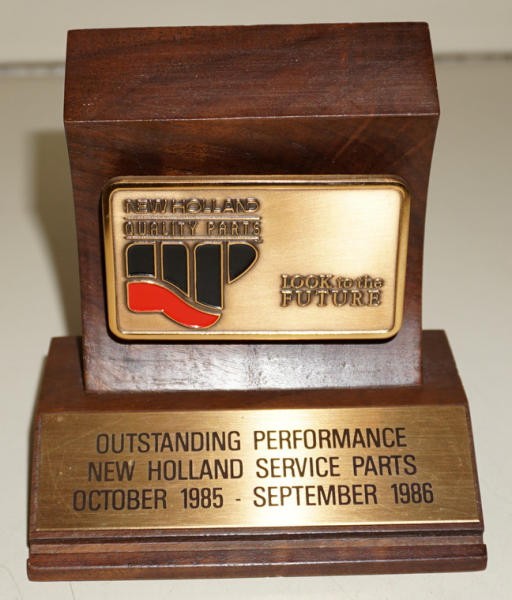 NEW HOLLAND
QUALITY PARTS
LOOK to the
FUTURE
OUTSTANDING PERFORMANCE
NEW HOLLAND SERVICE PARTS
OCTOBER 1985 - SEPTEMBER 1986